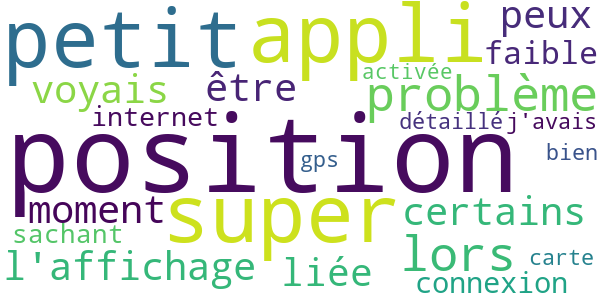 petit appli peux
faible
voyais être activée problème
internet détaillé j'avais
position gps bien
moment super certains
sachant lors carte
l'affichage liée connexion